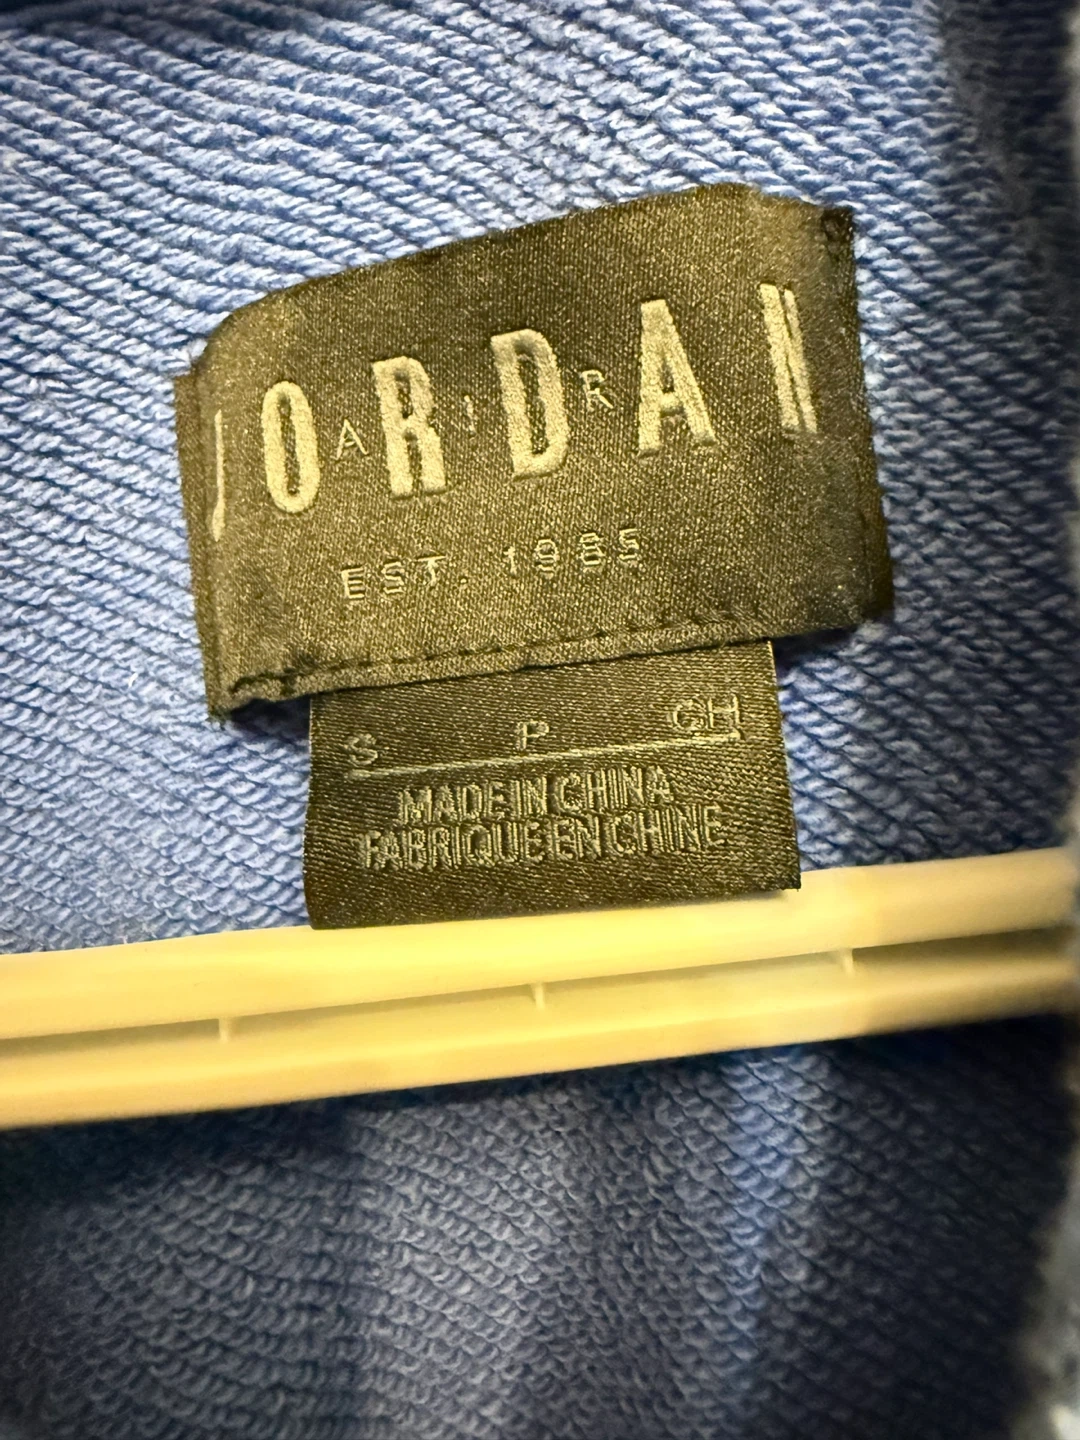 JORDAN
AIR
EST. 1985
S P CH
MADE IN CHINA
FABRIQUE EN CHINE